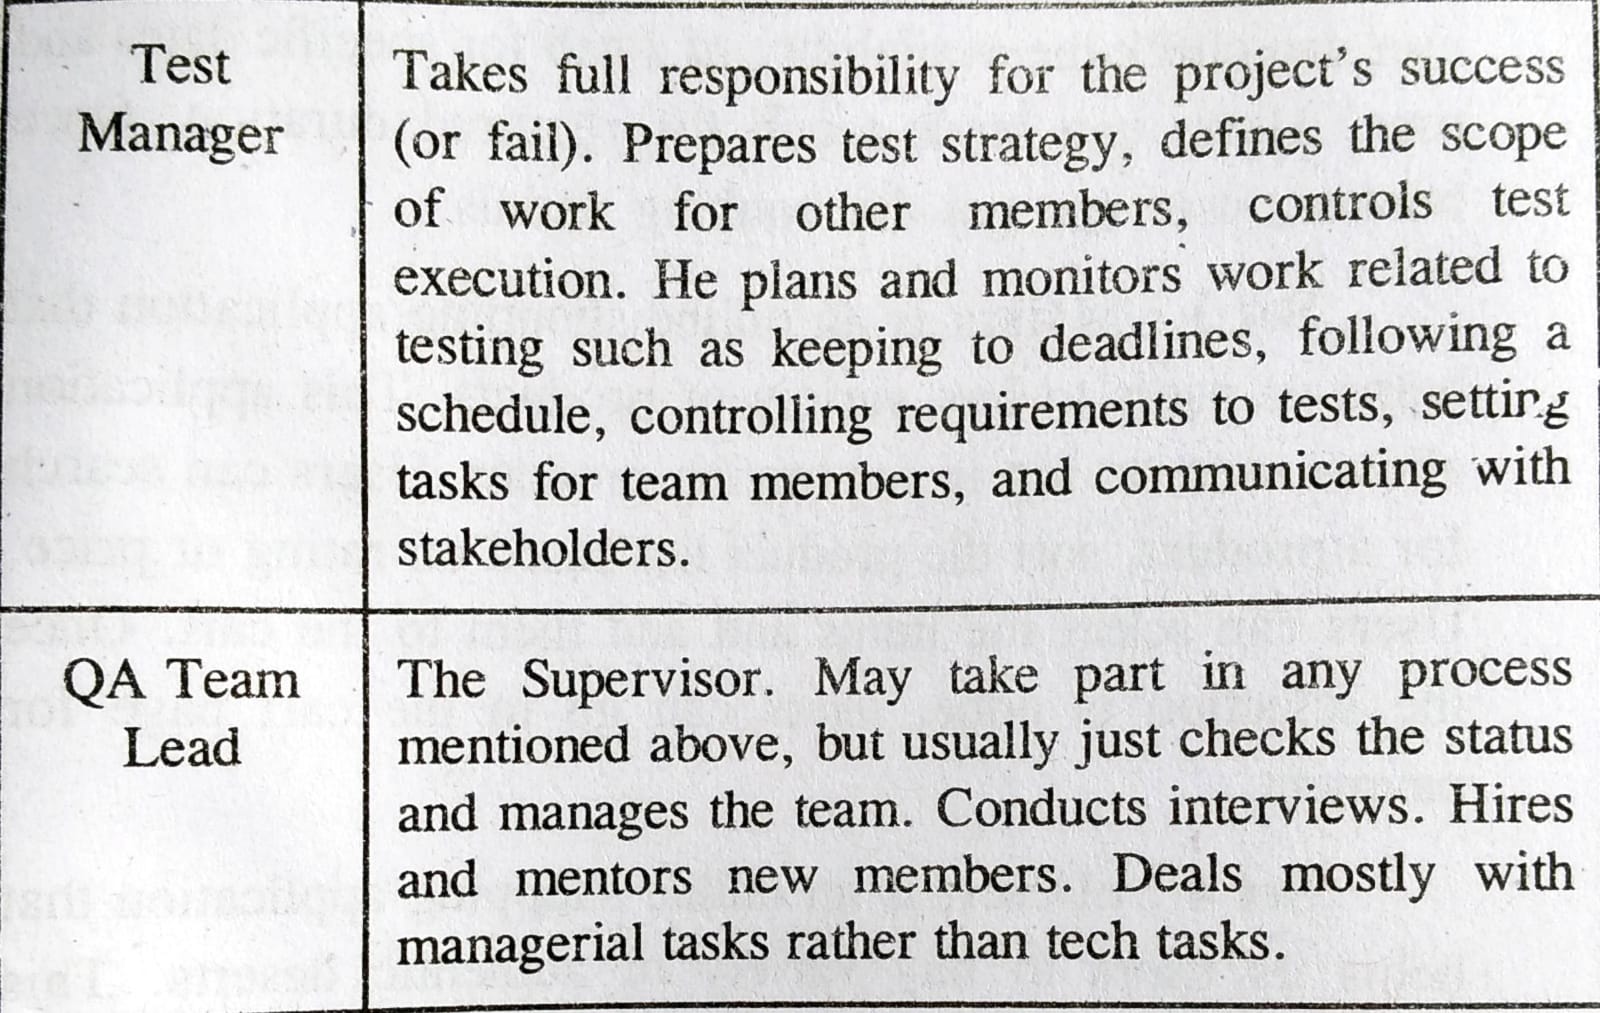 Test
Manager
Takes full responsibility for the project's success
(or fail). Prepares test strategy, defines the scope
of work for other members, controls test
execution. He plans and monitors work related to
testing such as keeping to deadlines, following a
schedule, controlling requirements to tests, setting
tasks for team members, and communicating with
stakeholders.
QA Team
Lead
The Supervisor. May take part in any process
mentioned above, but usually just checks the status
and manages the team. Conducts interviews. Hires
and mentors new members. Deals mostly with
managerial tasks rather than tech tasks.